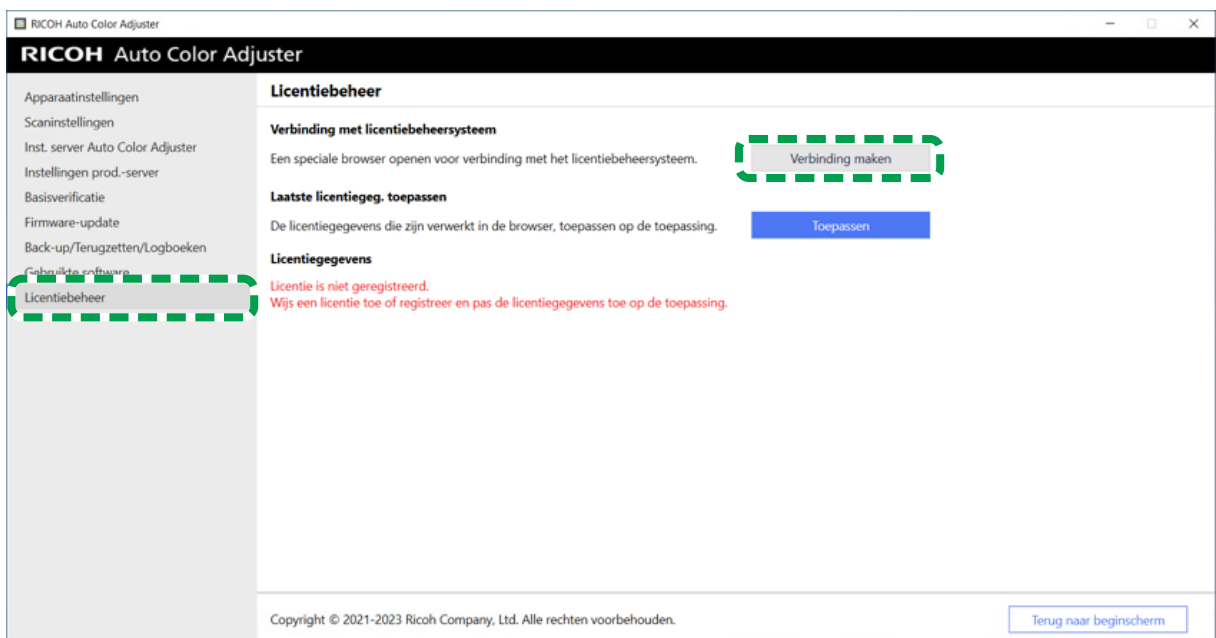 RICOH Auto Color Adjuster
RICOH Auto Color Adjuster
Apparaatinstellingen
Scaninstellingen
Inst. server Auto Color Adjuster
Instellingen prod.-server
Basisverificatie
Firmware-update
Back-up/Terugzetten/Logboeken
Gebruikte software
Licentiebeheer
Licentiebeheer
Verbinding met licentiebeheersysteem
Een speciale browser openen voor verbinding met het licentiebeheersysteem.
Verbinding maken
Laatste licentiegeg. toepassen
De licentiegegevens die zijn verwerkt in de browser, toepassen op de toepassing.
Toepassen
Licentiegegevens
Licentie is niet geregistreerd.
Wijs een licentie toe of registreer en pas de licentiegegevens toe op de toepassing.
Copyright © 2021-2023 Ricoh Company, Ltd. Alle rechten voorbehouden.
Terug naar beginscherm